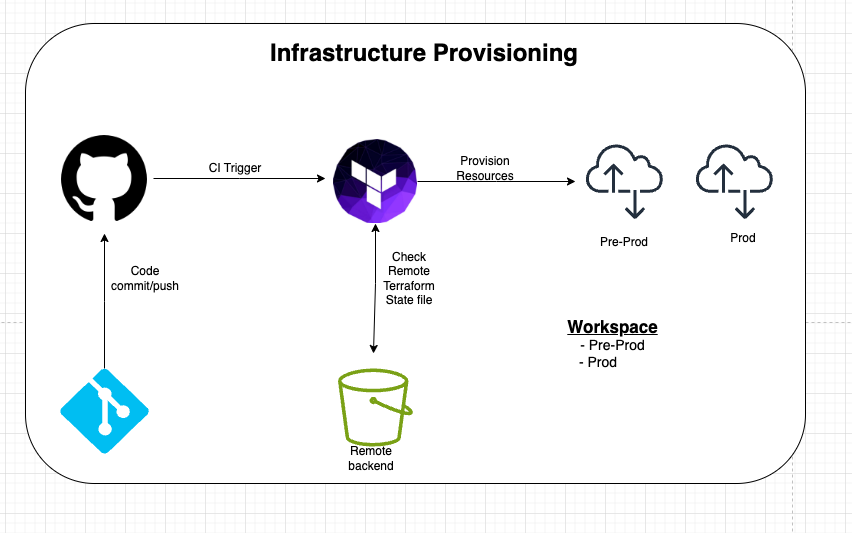 Infrastructure Provisioning
CI Trigger
Provision
Resources
Pre-Prod
Prod
Code
commit/push
Check
Remote
Terraform
State file
Workspace
- Pre-Prod
- Prod
Remote
backend